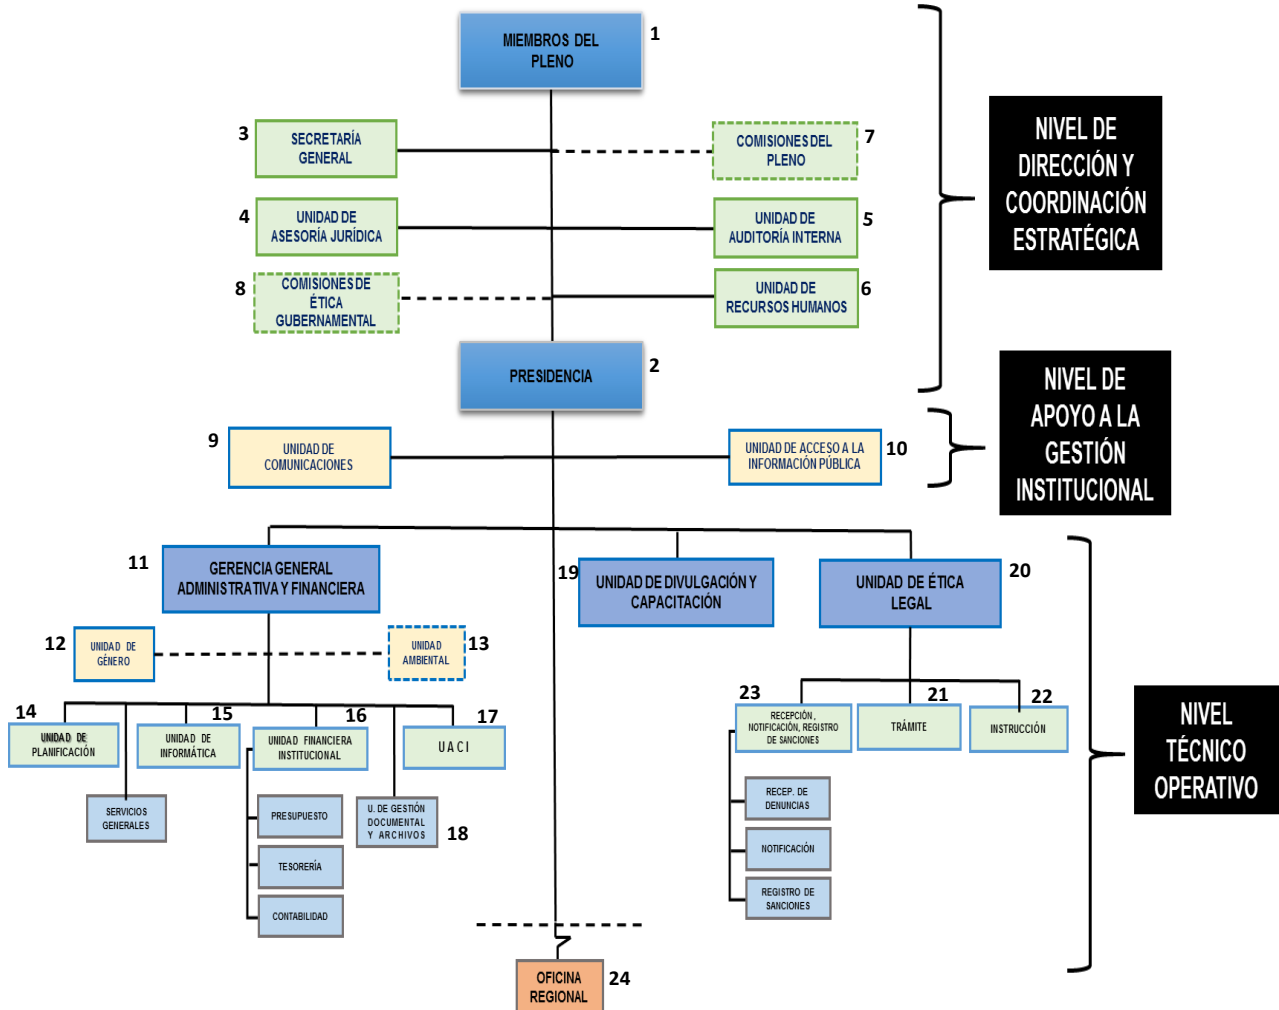 MIEMBROS DEL
PLENO
1
3
SECRETARÍA
GENERAL
COMISIONES DEL
PLENO
7
4
UNIDAD DE
ASESORÍA JURÍDICA
UNIDAD DE
AUDITORÍA INTERNA
5
8
COMISIONES DE
ÉTICA
GUBERNAMENTAL
UNIDAD DE
RECURSOS HUMANOS
6
PRESIDENCIA
2
NIVEL DE
DIRECCIÓN Y
COORDINACIÓN
ESTRATÉGICA
9
UNIDAD DE
COMUNICACIONES
UNIDAD DE ACCESO A LA
INFORMACIÓN PÚBLICA
10
NIVEL DE
APOYO A LA
GESTIÓN
INSTITUCIONAL
11
GERENCIA GENERAL
ADMINISTRATIVA Y FINANCIERA
19
UNIDAD DE DIVULGACIÓN Y
CAPACITACIÓN
UNIDAD DE ÉTICA
LEGAL
20
12
UNIDAD DE
GÉNERO
UNIDAD
AMBIENTAL
13
14
UNIDAD DE
PLANIFICACIÓN
15
UNIDAD DE
INFORMÁTICA
16
UNIDAD FINANCIERA
INSTITUCIONAL
17
UACI
23
RECEPCIÓN,
NOTIFICACIÓN, REGISTRO
DE SANCIONES
21
TRÁMITE
22
INSTRUCCIÓN
SERVICIOS
GENERALES
PRESUPUESTO
TESORERÍA
CONTABILIDAD
U. DE GESTIÓN
DOCUMENTAL
Y ARCHIVOS
18
RECEP. DE
DENUNCIAS
NOTIFICACIÓN
REGISTRO DE
SANCIONES
NIVEL
TÉCNICO
OPERATIVO
OFICINA
REGIONAL
24